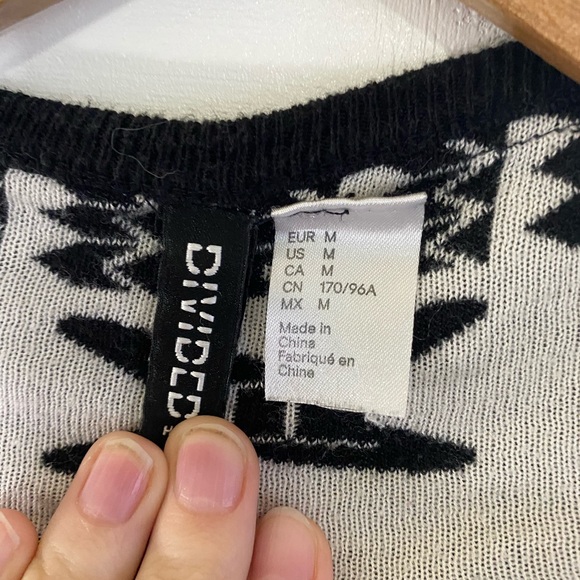 DIVIDED
EUR M
US M
CA M
CN 170/96A
MX M
Made in
China
Fabriqué en
Chine